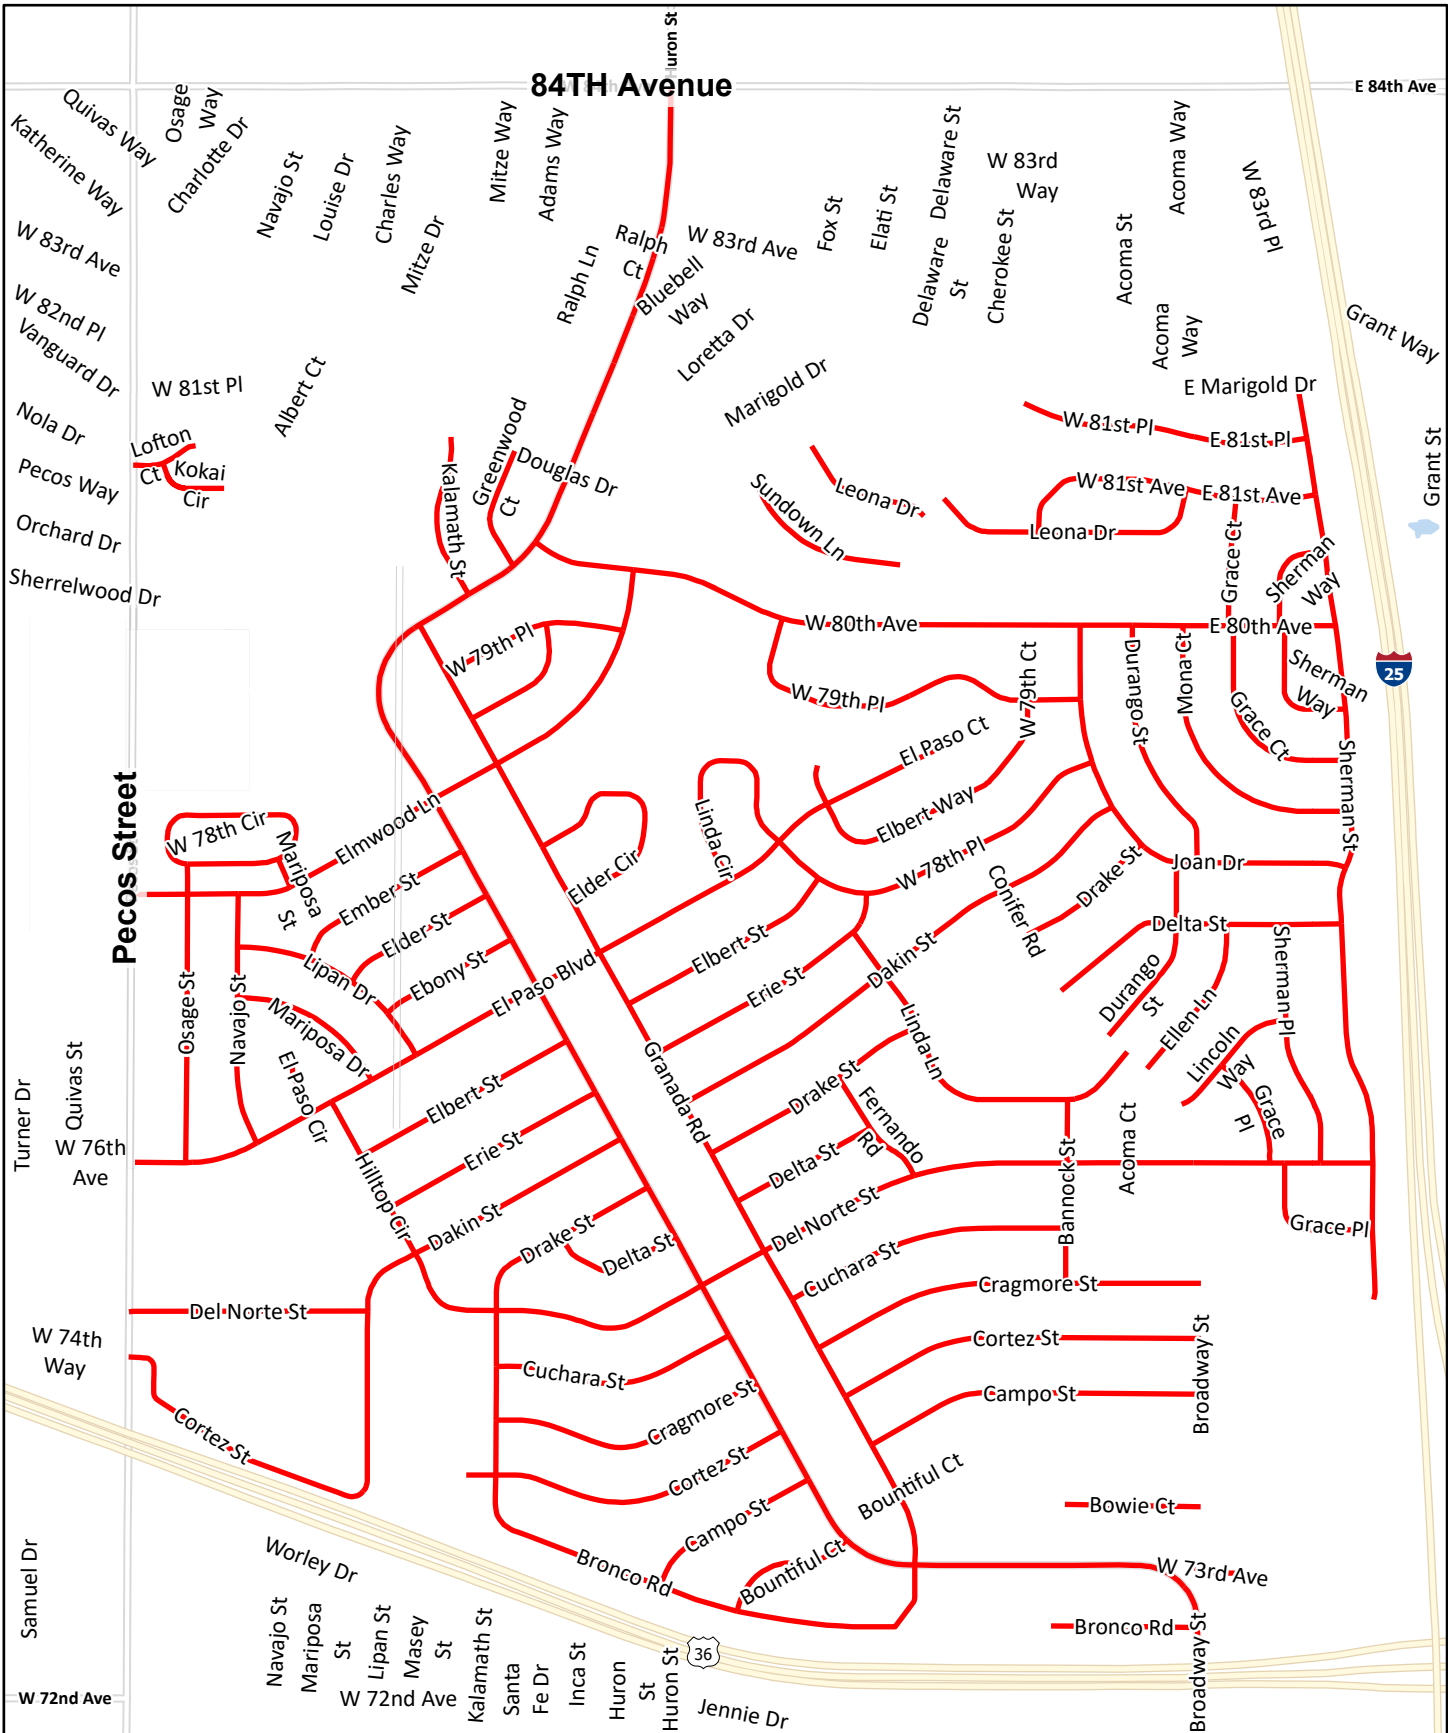 Huron St
84TH Avenue
E 84th Ave
Quivas Way
Osage
Way
Katherine Way
Charlotte Dr
Navajo St
Louise Dr
Charles Way
Mitze Way
Adams Way
Mitze Dr
Delaware St
W 83rd
Way
Acoma Way
W 83rd Pl
W 83rd Ave
Ralph Ln
Ralph
Ct
W 83rd Ave
Fox St
Elati St
Delaware
St
Cherokee St
Acoma St
Bluebell
Way
W 82nd Pl
Vanguard Dr
Loretta Dr
Acoma
Way
Grant Way
W 81st Pl
Albert Ct
Marigold Dr
E Marigold Dr
Nola Dr
Lofton
Ct
Kokai
Cir
Greenwood
Ct
Douglas Dr
W 81st Pl
E 81st Pl
Grant St
Pecos Way
Kalamath St
Sundown Ln
Leona Dr
W 81st Ave
E 81st Ave
Orchard Dr
Leona Dr
Grace Ct
Sherman
Way
Sherrelwood Dr
W 80th Ave
E 80th Ave
W 79th Pl
W 79th Pl
W 79th Ct
Durango St
Mona Ct
Grace Ct
Sherman
Way
25
El Paso Ct
Sherman St
Pecos Street
W 78th Cir
Mariposa
St
Elmwood Ln
Elder Cir
Linda Cir
Elbert Way
W 78th Pl
Drake St
Joan Dr
Ember St
Conifer Rd
Elder St
Elbert St
Dakin St
Delta St
Sherman Pl
Lipan Dr
Ebony St
El Paso Blvd
Erie St
Durango
St
Ellen Ln
Osage St
Navajo St
Mariposa Dr
Linda Ln
Lincoln
Way
Turner Dr
Quivas St
El Paso Cir
Elbert St
Granada Rd
Drake St
Fernando
Rd
Grace
Pl
W 76th
Ave
Erie St
Delta St
Acoma Ct
Bannock St
Hilltop Cir
Dakin St
Drake St
Delta St
Del Norte St
Grace Pl
Cuchara St
Cragmore St
Del Norte St
W 74th
Way
Cortez St
Broadway St
Cuchara St
Cragmore St
Campo St
Cortez St
Cortez St
Bountiful Ct
Campo St
Bowie Ct
Samuel Dr
Worley Dr
Bronco Rd
Bountiful Ct
W 73rd Ave
Navajo St
Mariposa
St
Lipan St
Masey
St
Kalamath St
Santa
Fe Dr
Inca St
Huron
St
Huron St
36
Bronco Rd
Broadway St
W 72nd Ave
W 72nd Ave
Jennie Dr